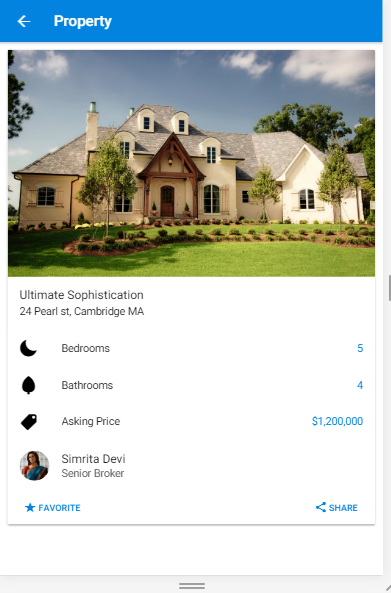 Property
Ultimate Sophistication
24 Pearl st, Cambridge MA
Bedrooms 5
Bathrooms 4
Asking Price $1,200,000
Simrita Devi
Senior Broker
FAVORITE SHARE